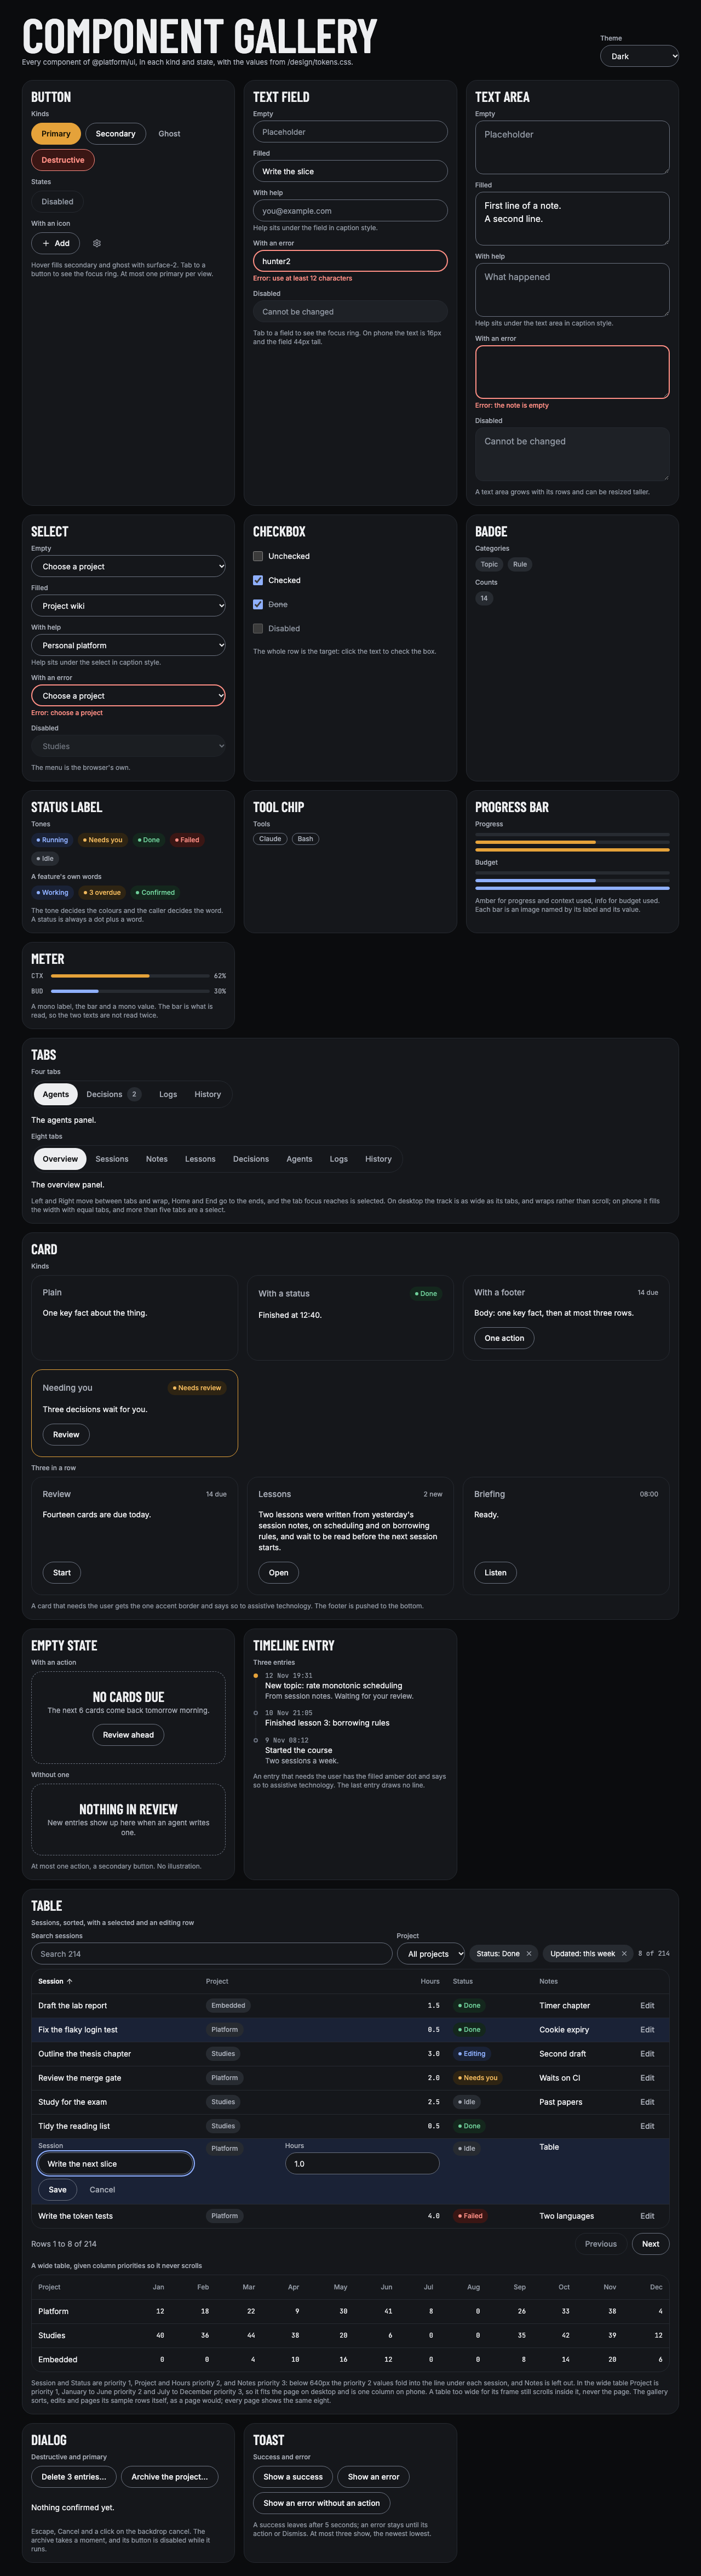 COMPONENT GALLERY
Every component of @platform/ui, in each kind and state, with the values from /design/tokens.css.
Theme
Dark
BUTTON
Kinds
Primary
Secondary
Ghost
Destructive
States
Disabled
With an icon
Add
Hover fills secondary and ghost with surface-2. Tab to a
button to see the focus ring. At most one primary per view.
TEXT FIELD
Empty
Placeholder
Filled
Write the slice
With help
you@example.com
Help sits under the field in caption style.
With an error
hunter2
Error: use at least 12 characters
Disabled
Cannot be changed
Tab to a field to see the focus ring. On phone the text is 16px
and the field 44px tall.
TEXT AREA
Empty
Placeholder
Filled
First line of a note.
A second line.
With help
What happened
Help sits under the text area in caption style.
With an error
Error: the note is empty
Disabled
Cannot be changed
A text area grows with its rows and can be resized taller.
SELECT
Empty
Choose a project
Filled
Project wiki
With help
Personal platform
Help sits under the select in caption style.
With an error
Choose a project
Error: choose a project
Disabled
Studies
The menu is the browser's own.
CHECKBOX
Unchecked
Checked
Done
Disabled
The whole row is the target: click the text to check the box.
BADGE
Categories
Topic
Rule
Counts
14
STATUS LABEL
Tones
Running
Needs you
Done
Failed
Idle
A feature's own words
Working
3 overdue
Confirmed
The tone decides the colours and the caller decides the word.
A status is always a dot plus a word.
TOOL CHIP
Tools
Claude
Bash
PROGRESS BAR
Progress
Budget
Amber for progress and context used, info for budget used.
Each bar is an image named by its label and its value.
METER
CTX
62%
BUD
30%
A mono label, the bar and a mono value. The bar is what is
read, so the two texts are not read twice.
TABS
Four tabs
Agents
Decisions 2
Logs
History
The agents panel.
Eight tabs
Overview
Sessions
Notes
Lessons
Decisions
Agents
Logs
History
The overview panel.
Left and Right move between tabs and wrap, Home and End go to the ends, and the tab focus reaches is selected. On desktop the track is as wide as its tabs, and wraps rather than scroll; on phone it fills
the width with equal tabs, and more than five tabs are a select.
CARD
Kinds
Plain
One key fact about the thing.
With a status
Done
Finished at 12:40.
With a footer
14 due
Body: one key fact, then at most three rows.
One action
Needing you
Needs review
Three decisions wait for you.
Review
Three in a row
Review
14 due
Fourteen cards are due today.
Start
Lessons
2 new
Two lessons were written from yesterday's
session notes, on scheduling and on borrowing
rules, and wait to be read before the next session
starts.
Open
Briefing
08:00
Ready.
Listen
A card that needs the user gets the one accent border and says so to assistive technology. The footer is pushed to the bottom.
EMPTY STATE
With an action
NO CARDS DUE
The next 6 cards come back tomorrow morning.
Review ahead
Without one
NOTHING IN REVIEW
New entries show up here when an agent writes
one.
At most one action, a secondary button. No illustration.
TIMELINE ENTRY
Three entries
12 Nov 19:31
New topic: rate monotonic scheduling
From session notes. Waiting for your review.
10 Nov 21:05
Finished lesson 3: borrowing rules
9 Nov 08:12
Started the course
Two sessions a week.
An entry that needs the user has the filled amber dot and says
so to assistive technology. The last entry draws no line.
TABLE
Sessions, sorted, with a selected and an editing row
Search sessions
Search 214
Project
All projects
Status: Done ×
Updated: this week ×
8 of 214
Session ↑ Project Hours Status Notes
Draft the lab report Embedded 1.5 Done Timer chapter Edit
Fix the flaky login test Platform 0.5 Done Cookie expiry Edit
Outline the thesis chapter Studies 3.0 Editing Second draft Edit
Review the merge gate Platform 2.0 Needs you Waits on CI Edit
Study for the exam Studies 2.5 Idle Past papers Edit
Tidy the reading list Studies 0.5 Done Edit
Session
Write the next slice
Platform
Hours
1.0
Idle
Table
Save
Cancel
Write the token tests Platform 4.0 Failed Two languages Edit
Rows 1 to 8 of 214
Previous
Next
A wide table, given column priorities so it never scrolls
Project Jan Feb Mar Apr May Jun Jul Aug Sep Oct Nov Dec
Platform 12 18 22 9 30 41 8 0 26 33 38 4
Studies 40 36 44 38 20 6 0 0 35 42 39 12
Embedded 0 0 4 10 16 12 0 0 8 14 20 6
Session and Status are priority 1, Project and Hours priority 2, and Notes priority 3: below 640px the priority 2 values fold into the line under each session, and Notes is left out. In the wide table Project is
priority 1, January to June priority 2 and July to December priority 3, so it fits the page on desktop and is one column on phone. A table too wide for its frame still scrolls inside it, never the page. The gallery
sorts, edits and pages its sample rows itself, as a page would; every page shows the same eight.
DIALOG
Destructive and primary
Delete 3 entries...
Archive the project...
Nothing confirmed yet.
Escape, Cancel and a click on the backdrop cancel. The
archive takes a moment, and its button is disabled while it
runs.
TOAST
Success and error
Show a success
Show an error
Show an error without an action
A success leaves after 5 seconds; an error stays until its
action or Dismiss. At most three show, the newest lowest.